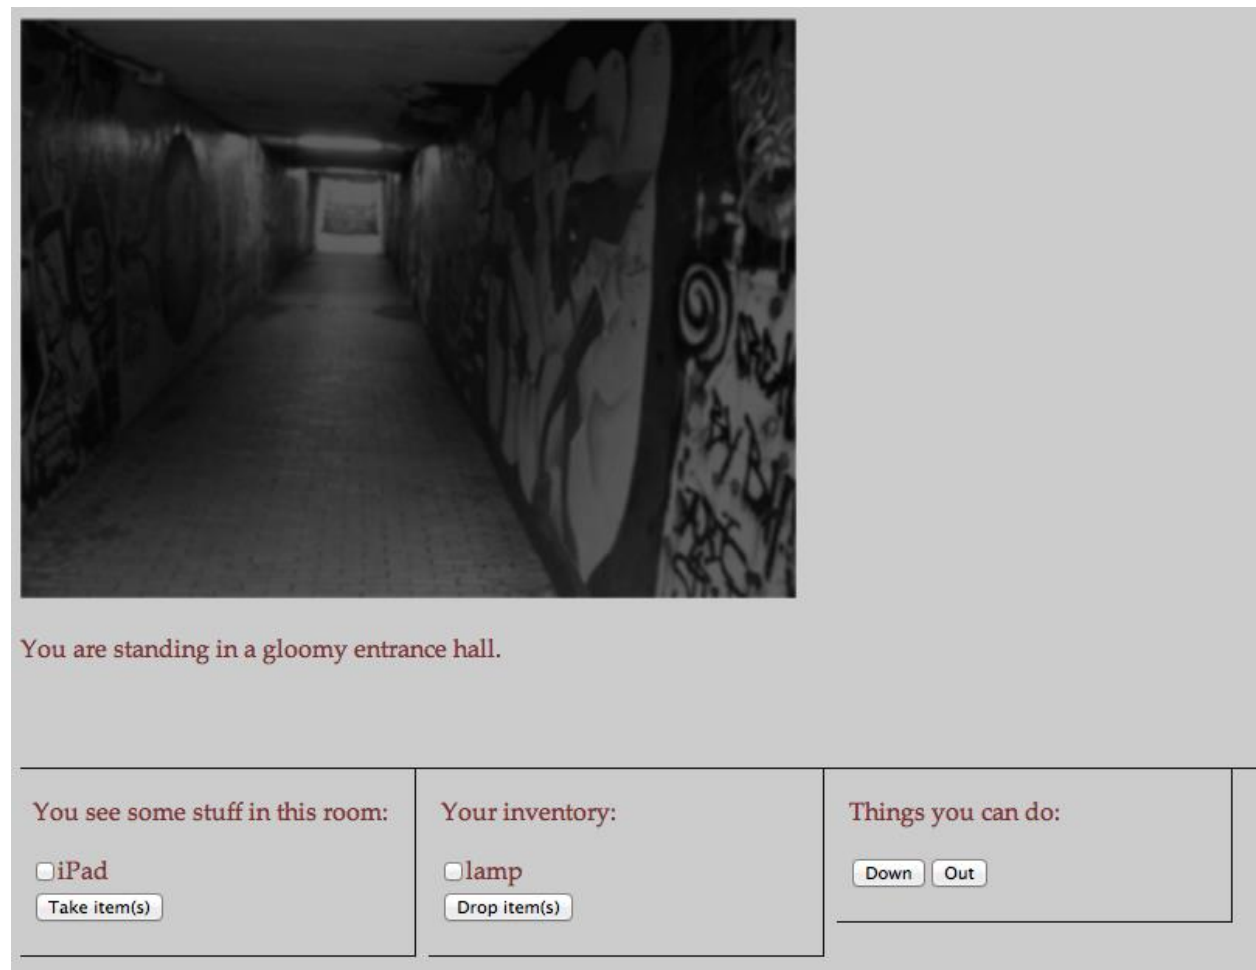 You are standing in a gloomy entrance hall.
You see some stuff in this room:
iPad
Take item(s)
Your inventory:
lamp
Drop item(s)
Things you can do:
Down Out